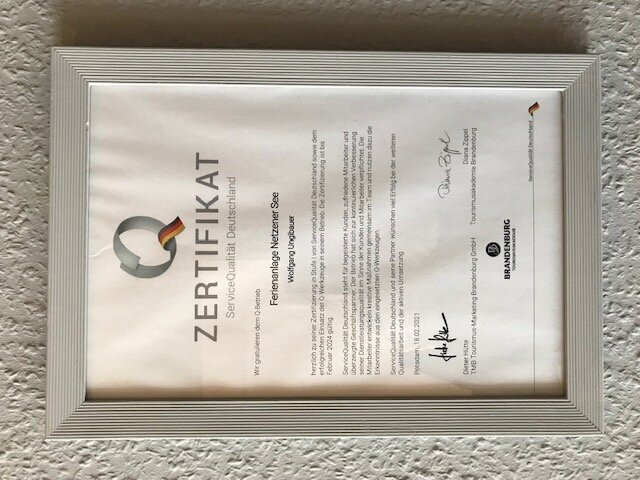 ZERTIFIKAT
ServiceQualität Deutschland
Wir gratulieren dem Q-Betrieb
Ferienanlage Netzener See
Wolfgang Unglbauer
herzlich zu seiner Zertifizierung in Stufe I von ServiceQualität Deutschland sowie dem
erfolgreichen Einsatz der Q-Werkzeuge in seinem Betrieb. Die Zertifizierung ist bis
Februar 2024 gültig.
ServiceQualität Deutschland steht für begeisterte Kunden, zufriedene Mitarbeiter und
überzeugte Geschäftspartner. Der Betrieb hat sich zur kontinuierlichen Verbesserung
seiner Dienstleistungsqualität im Sinne der Kunden und Mitarbeiter verpflichtet. Die
Mitarbeiter entwickeln kreative Maßnahmen gemeinsam im Team und nutzen dazu die
Erkenntnisse aus den eingesetzten Q-Werkzeugen.
ServiceQualität Deutschland und seine Partner wünschen viel Erfolg bei der weiteren
Qualitätsarbeit und der aktiven Umsetzung.
Potsdam, 18.02.2021
Dieter Hütte
TMB Tourismus-Marketing Brandenburg GmbH
Diana Zippel
Diana Zippel
Tourismusakademie Brandenburg
BRANDENBURG
TOURISMUSAKADEMIE
ServiceQualität Deutschland